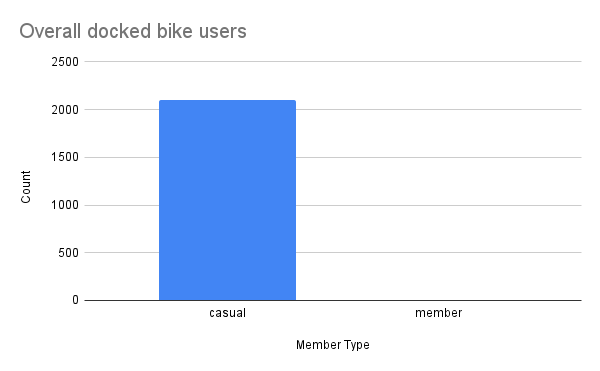 Overall docked bike users
2500
2000
1500
1000
500
0
Count
casual
member
Member Type